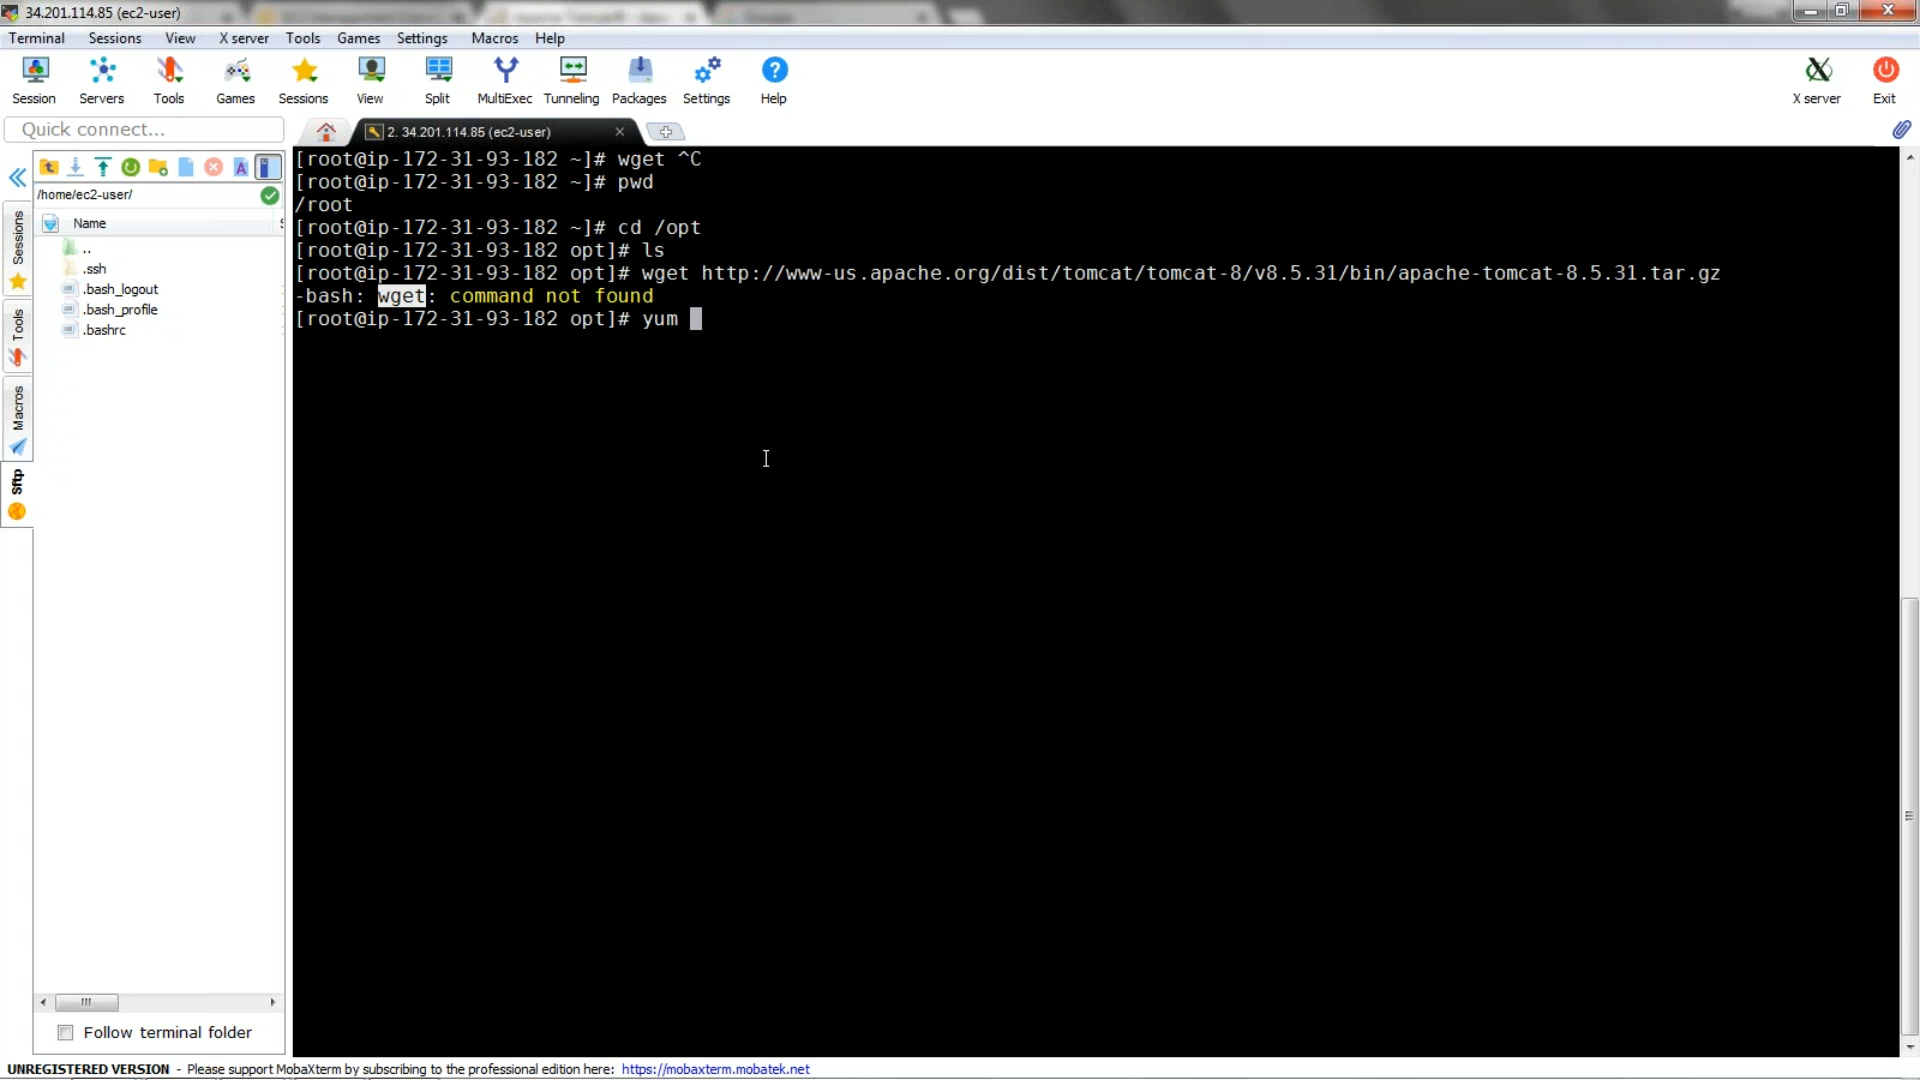 34.201.114.85 (ec2-user)
Terminal Sessions View X server Tools Games Settings Macros Help
Session Servers Tools Games Sessions View Split MultiExec Tunneling Packages Settings Help X server Exit
Quick connect...
2. 34.201.114.85 (ec2-user)
/home/ec2-user/
Name
..
.ssh
.bash_logout
.bash_profile
.bashrc
Sessions
Tools
Macros
Sftp
[root@ip-172-31-93-182 ~]# wget ^C
[root@ip-172-31-93-182 ~]# pwd
/root
[root@ip-172-31-93-182 ~]# cd /opt
[root@ip-172-31-93-182 opt]# ls
[root@ip-172-31-93-182 opt]# wget http://www-us.apache.org/dist/tomcat/tomcat-8/v8.5.31/bin/apache-tomcat-8.5.31.tar.gz
-bash: wget: command not found
[root@ip-172-31-93-182 opt]# yum
Follow terminal folder
UNREGISTERED VERSION - Please support MobaXterm by subscribing to the professional edition here: https://mobaxterm.mobatek.net